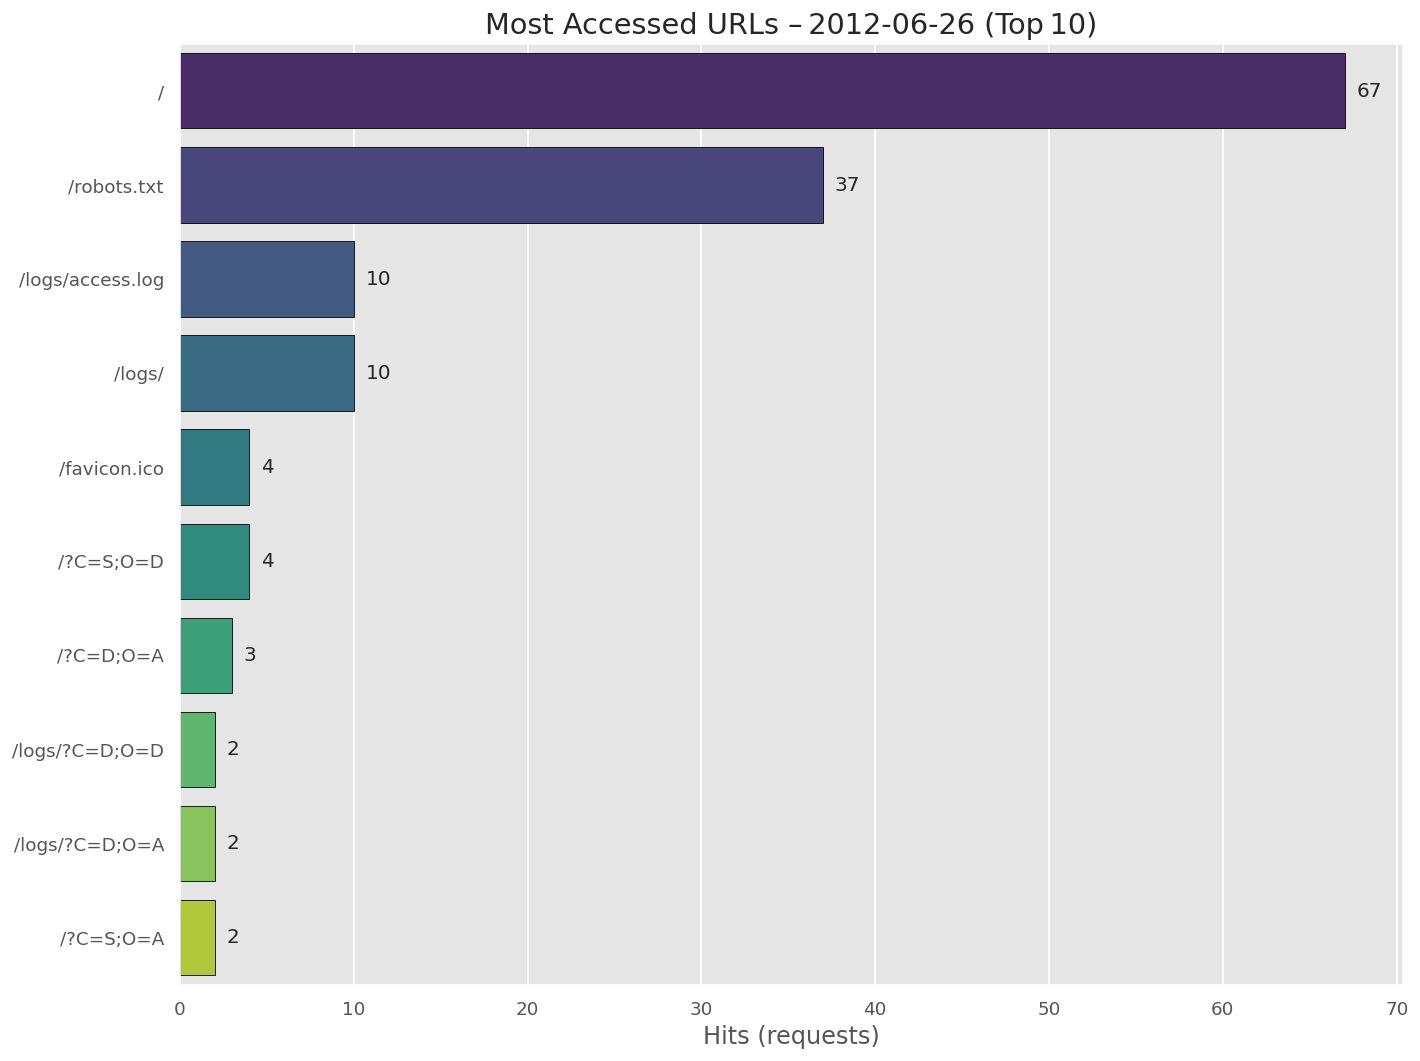 Most Accessed URLs – 2012-06-26 (Top 10)
/
67
/robots.txt
37
/logs/access.log
10
/logs/
10
/favicon.ico
4
/?C=S;O=D
4
/?C=D;O=A
3
/logs/?C=D;O=D
2
/logs/?C=D;O=A
2
/?C=S;O=A
2
0 10 20 30 40 50 60 70
Hits (requests)